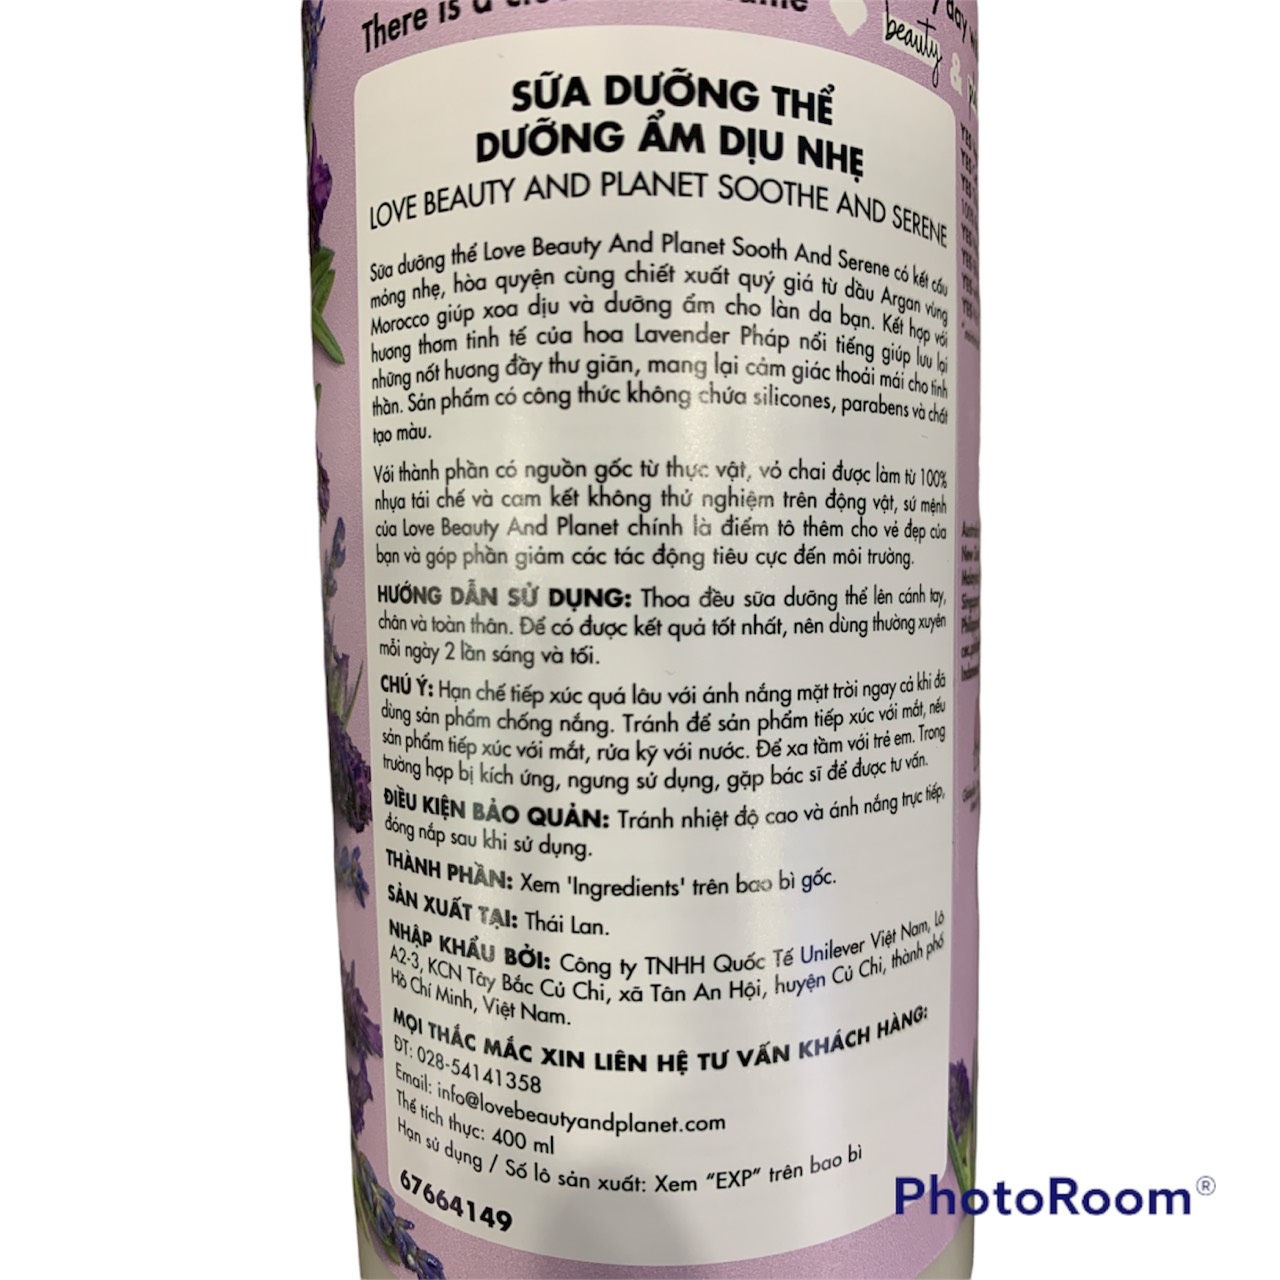 There is a
beauty &
day
SỮA DƯỠNG THỂ
DƯỠNG ẨM DỊU NHẸ
LOVE BEAUTY AND PLANET SOOTHE AND SERENE
Sữa dưỡng thể Love Beauty And Planet Sooth And Serene có kết cấu
mỏng nhẹ, hòa quyện cùng chiết xuất quý giá từ dầu Argan vùng
Morocco giúp xoa dịu và dưỡng ẩm cho làn da bạn. Kết hợp với
hương thơm tinh tế của hoa Lavender Pháp nổi tiếng giúp lưu lại
những nốt hương đầy thư giãn, mang lại cảm giác thoải mái cho tinh
thần. Sản phẩm có công thức không chứa silicones, parabens và chất
tạo màu.
Với thành phần có nguồn gốc từ thực vật, vỏ chai được làm từ 100%
nhựa tái chế và cam kết không thử nghiệm trên động vật, sứ mệnh
của Love Beauty And Planet chính là điểm tô thêm cho vẻ đẹp của
bạn và góp phần giảm các tác động tiêu cực đến môi trường.
HƯỚNG DẪN SỬ DỤNG: Thoa đều sữa dưỡng thể lên cánh tay,
chân và toàn thân. Để có được kết quả tốt nhất, nên dùng thường xuyên
mỗi ngày 2 lần sáng và tối.
CHÚ Ý: Hạn chế tiếp xúc quá lâu với ánh nắng mặt trời ngay cả khi đã
dùng sản phẩm chống nắng. Tránh để sản phẩm tiếp xúc với mắt, nếu
sản phẩm tiếp xúc với mắt, rửa kỹ với nước. Để xa tầm với trẻ em. Trong
trường hợp bị kích ứng, ngưng sử dụng, gặp bác sĩ để được tư vấn.
ĐIỀU KIỆN BẢO QUẢN: Tránh nhiệt độ cao và ánh nắng trực tiếp,
đóng nắp sau khi sử dụng.
THÀNH PHẦN: Xem 'Ingredients' trên bao bì gốc.
SẢN XUẤT TẠI: Thái Lan.
NHẬP KHẨU BỞI: Công ty TNHH Quốc Tế Unilever Việt Nam, Lô
A2-3, KCN Tây Bắc Củ Chi, xã Tân An Hội, huyện Củ Chi, thành phố
Hồ Chí Minh, Việt Nam.
MỌI THẮC MẮC XIN LIÊN HỆ TƯ VẤN KHÁCH HÀNG:
ĐT: 028-54141358
Email: info@lovebeautyandplanet.com
Thể tích thực: 400 ml
Hạn sử dụng / Số lô sản xuất: Xem “EXP” trên bao bì
67664149
PhotoRoom®